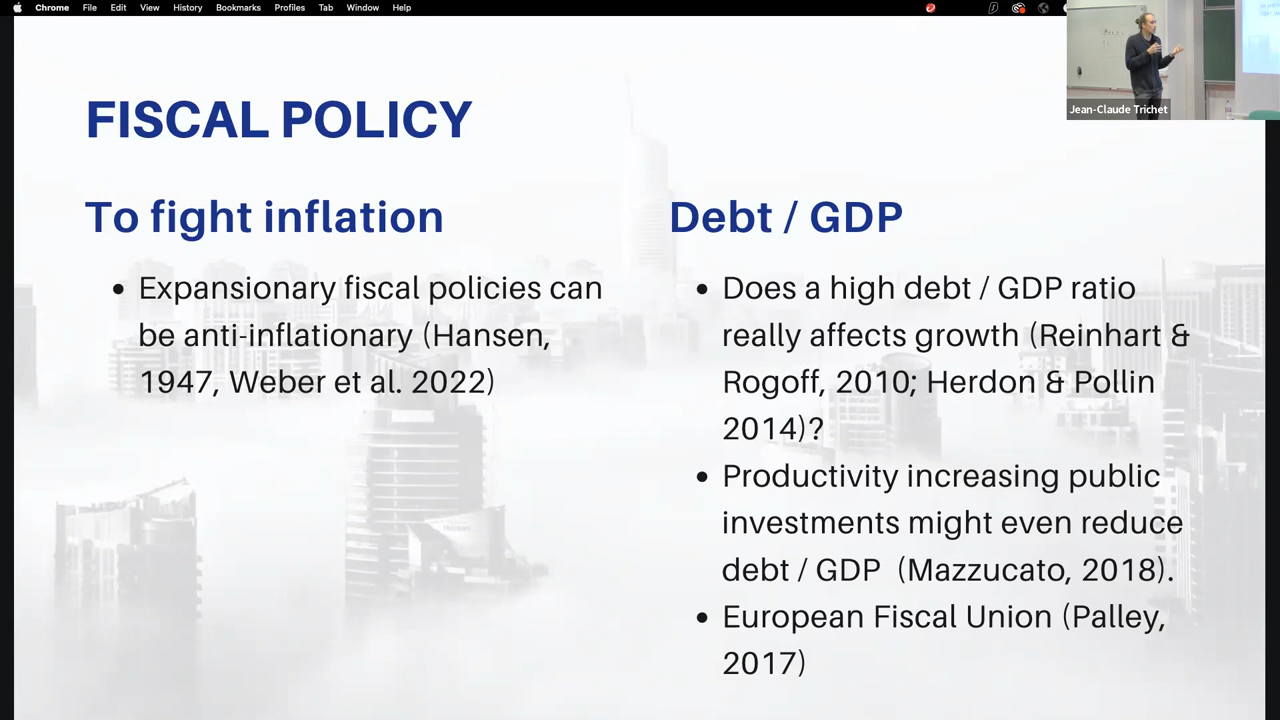 Chrome File Edit View History Bookmarks Profiles Tab Window Help
Jean-Claude Trichet
FISCAL POLICY
To fight inflation
Expansionary fiscal policies can
be anti-inflationary (Hansen,
1947, Weber et al. 2022)
Debt / GDP
Does a high debt / GDP ratio
really affects growth (Reinhart &
Rogoff, 2010; Herdon & Pollin
2014)?
Productivity increasing public
investments might even reduce
debt / GDP (Mazzucato, 2018).
European Fiscal Union (Palley,
2017)